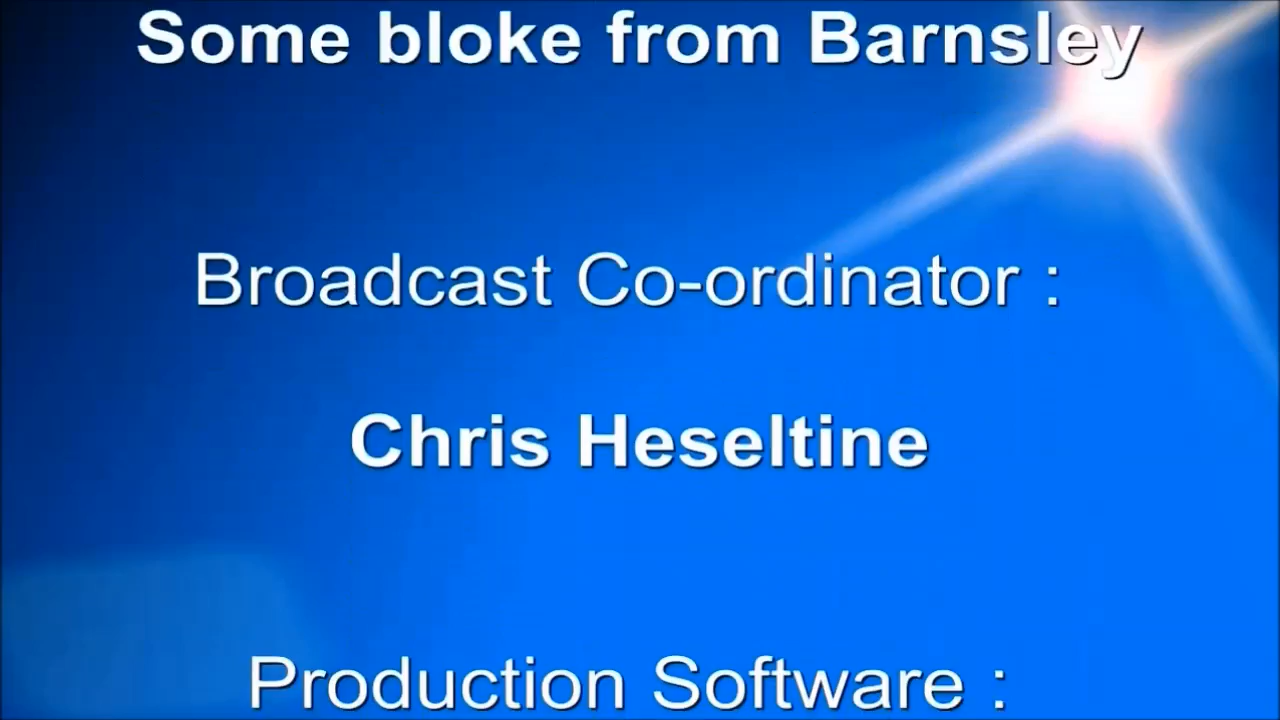 Some bloke from Barnsley
Broadcast Co-ordinator :
Chris Heseltine
Production Software :